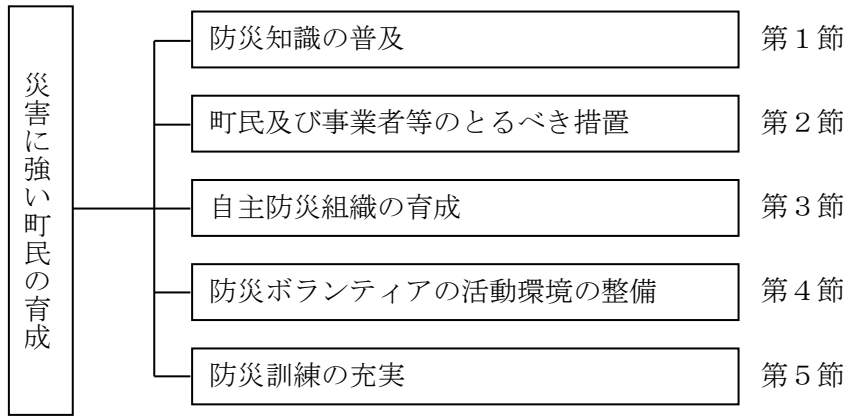 災害に強い町民の育成
防災知識の普及 第1節
町民及び事業者等のとるべき措置 第2節
自主防災組織の育成 第3節
防災ボランティアの活動環境の整備 第4節
防災訓練の充実 第5節